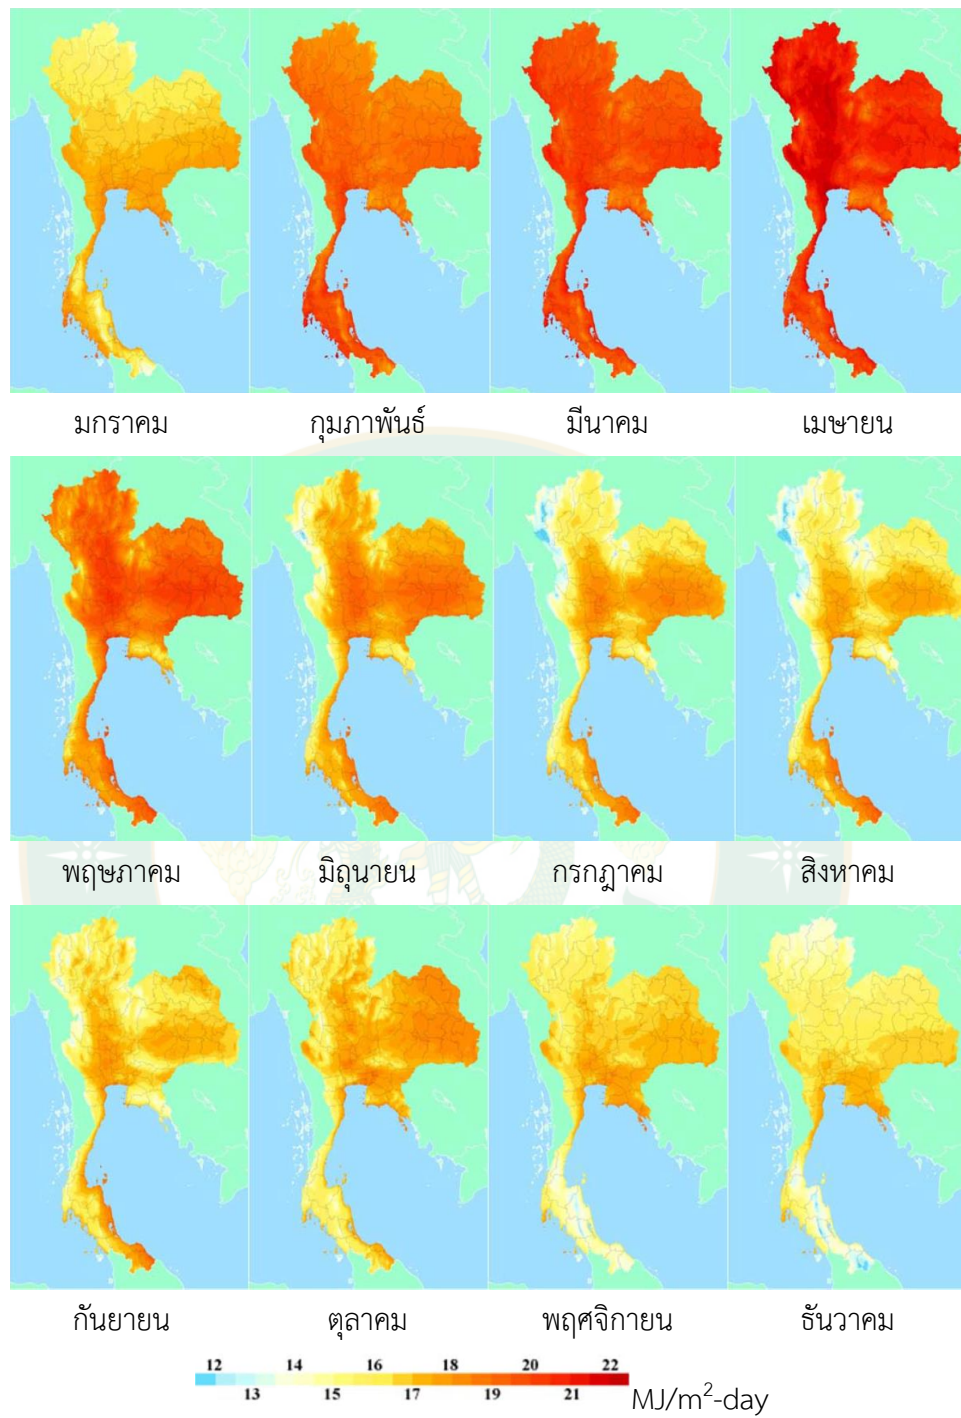 มกราคม กุมภาพันธ์ มีนาคม เมษายน
พฤษภาคม มิถุนายน กรกฎาคม สิงหาคม
กันยายน ตุลาคม พฤศจิกายน ธันวาคม
12 14 16 18 20 22
13 15 17 19 21 MJ/m²-day